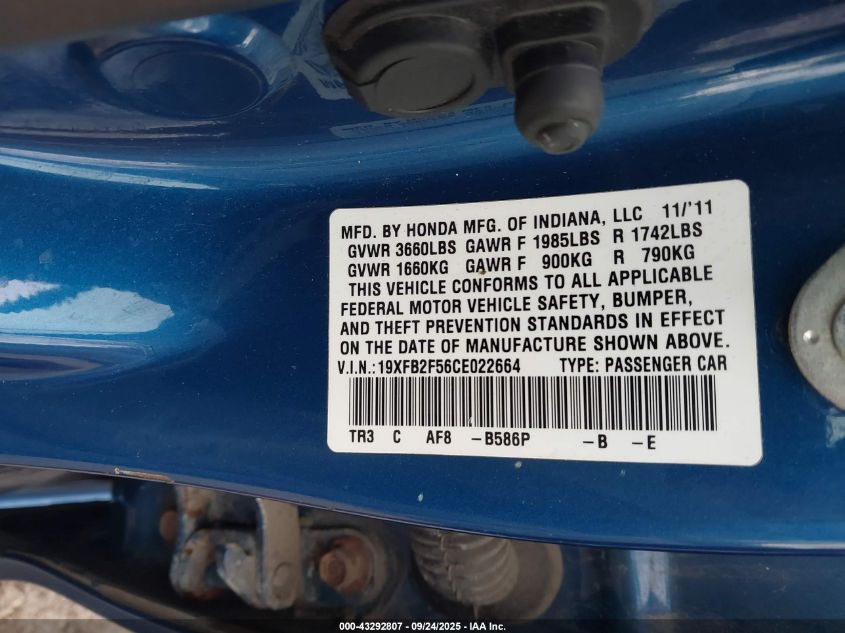 MFD. BY HONDA MFG. OF INDIANA, LLC 11/'11
GVWR 3660LBS GAWR F 1985LBS R 1742LBS
GVWR 1660KG GAWR F 900KG R 790KG
THIS VEHICLE CONFORMS TO ALL APPLICABLE
FEDERAL MOTOR VEHICLE SAFETY, BUMPER,
AND THEFT PREVENTION STANDARDS IN EFFECT
ON THE DATE OF MANUFACTURE SHOWN ABOVE.
V.I.N.:19XFB2F56CE022664 TYPE: PASSENGER CAR
TR3 C AF8 -B586P -B -E
000-43292807 - 09/24/2025 - IAA Inc.